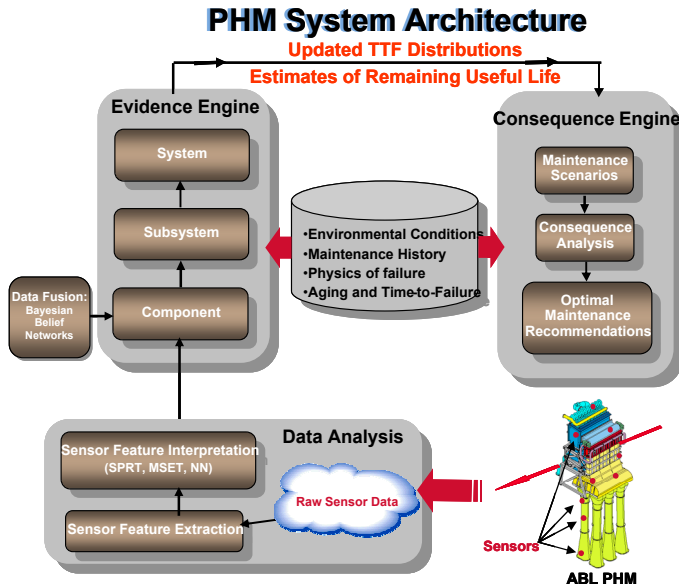 PHM System Architecture
Updated TTF Distributions
Estimates of Remaining Useful Life
Evidence Engine
System
Subsystem
Component
Data Fusion:
Bayesian
Belief
Networks
•Environmental Conditions
•Maintenance History
•Physics of failure
•Aging and Time-to-Failure
Consequence Engine
Maintenance
Scenarios
Consequence
Analysis
Optimal
Maintenance
Recommendations
Data Analysis
Sensor Feature Interpretation
(SPRT, MSET, NN)
Sensor Feature Extraction
Raw Sensor Data
Sensors
ABL PHM